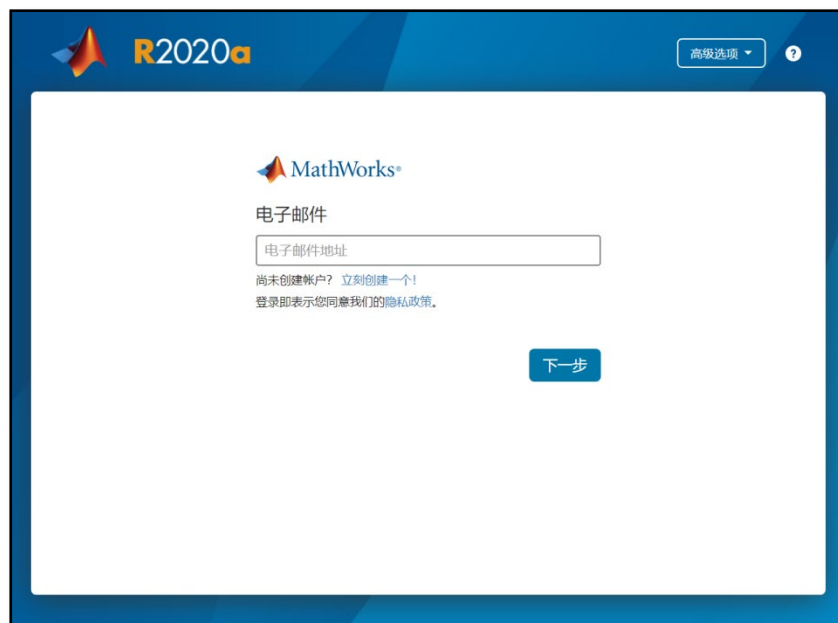 R2020a
高级选项
?
MathWorks®
电子邮件
电子邮件地址
尚未创建帐户? 立刻创建一个!
登录即表示您同意我们的隐私政策。
下一步